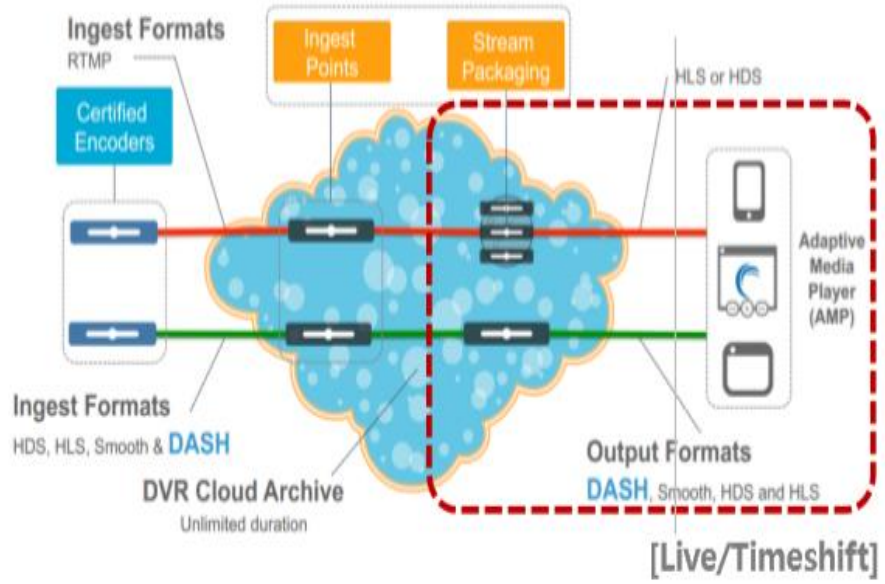 Ingest Formats
RTMP
Certified
Encoders
Ingest
Points
Stream
Packaging
HLS or HDS
Adaptive
Media
Player
(AMP)
Ingest Formats
HDS, HLS, Smooth & DASH
DVR Cloud Archive
Unlimited duration
Output Formats
DASH, Smooth, HDS and HLS
[Live/Timeshift]